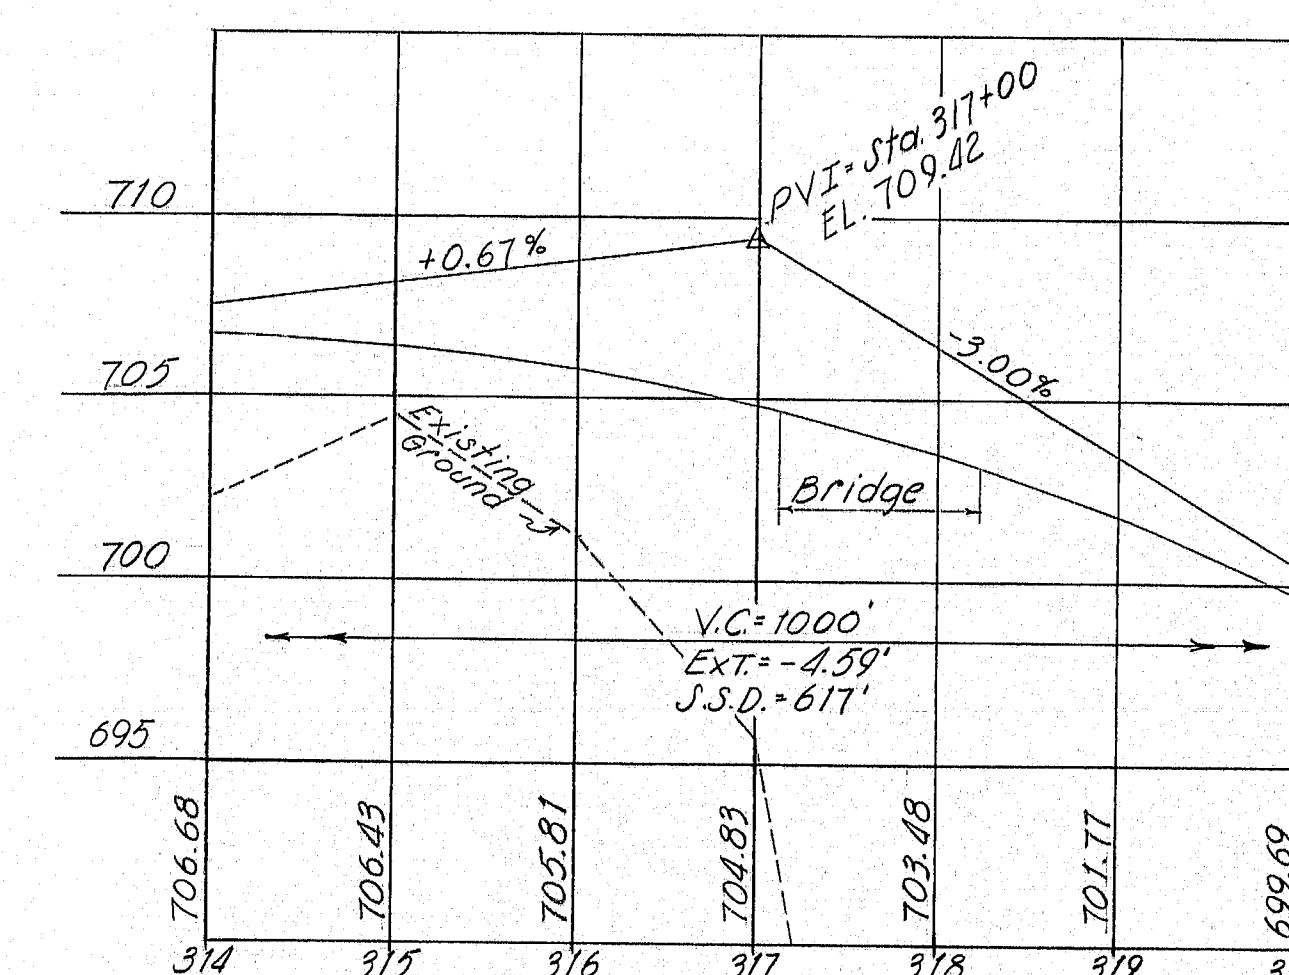 PVI= Sta. 317+00
EL. 709.42
710
+0.67%
-3.00%
705
Existing
Ground
Bridge
700
V.C.=1000'
EXT.= -4.59'
S.S.D.= 617'
695
706.68
706.43
705.81
704.83
703.48
701.77
699.69
314
315
316
317
318
319